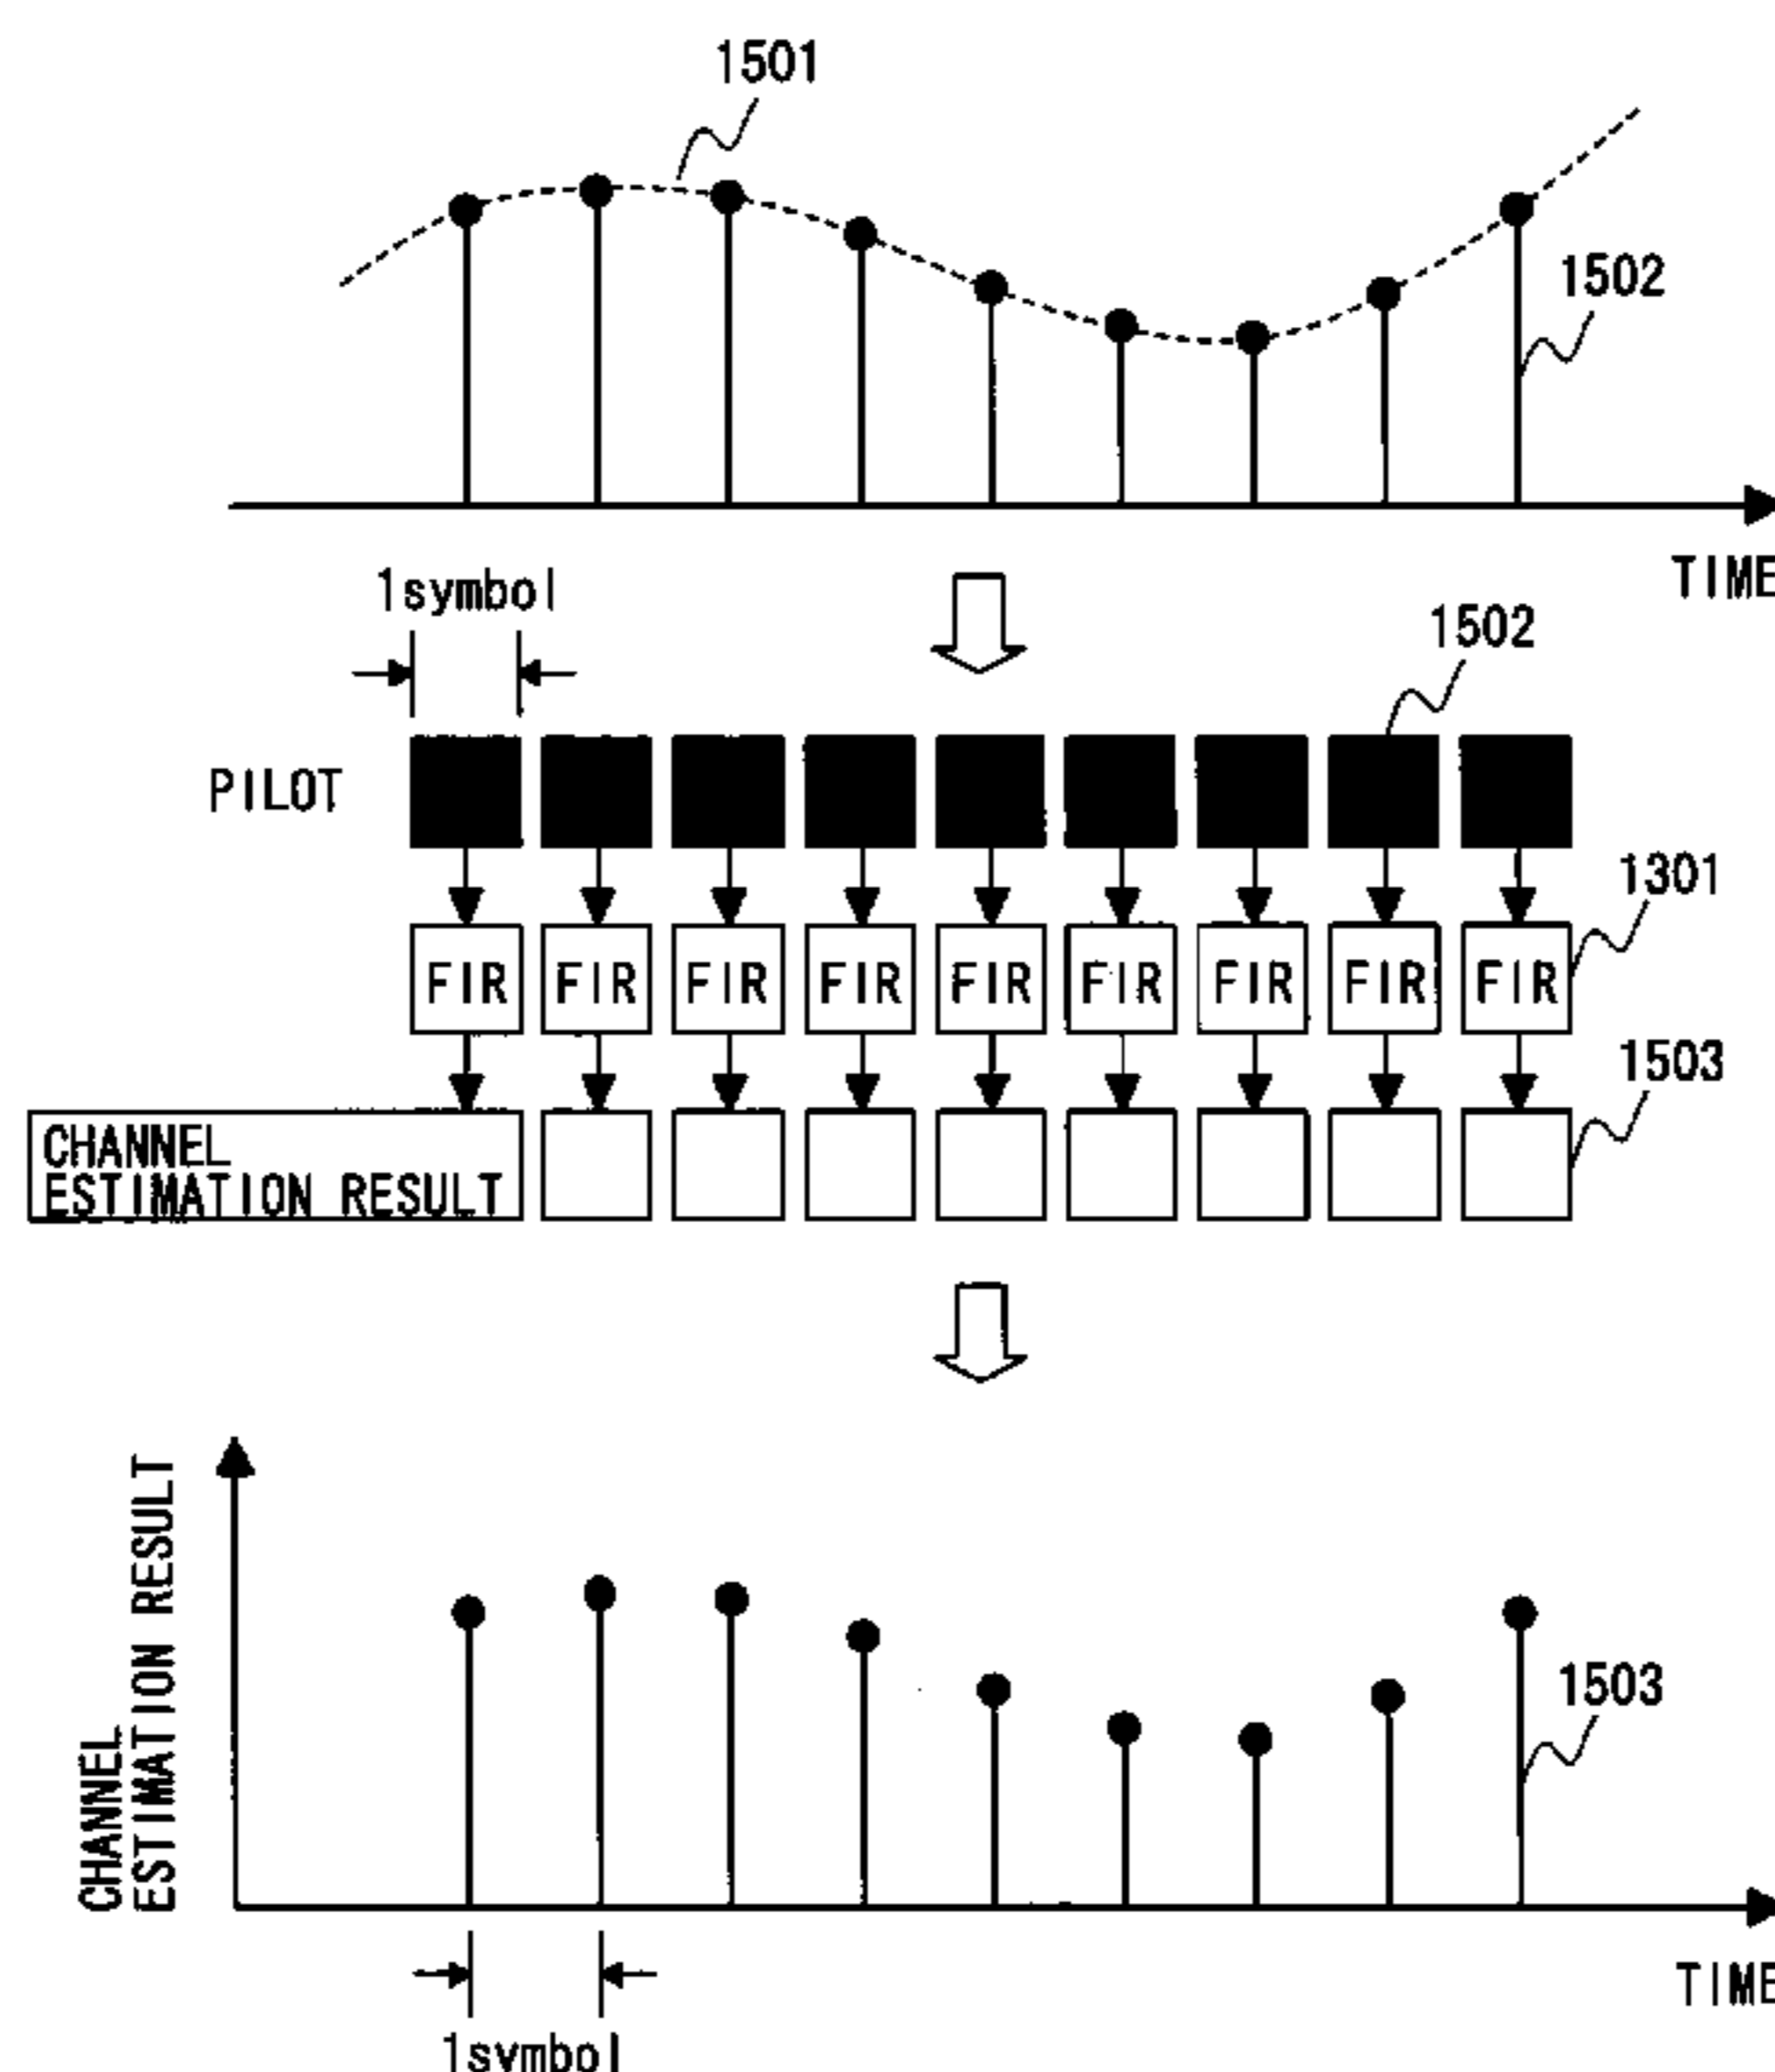 1501
1502
TIME
1symbol
1502
PILOT
1301
FIR FIR FIR FIR FIR FIR FIR FIR FIR
1503
CHANNEL
ESTIMATION RESULT
CHANNEL
ESTIMATION RESULT
1503
TIME
1symbol